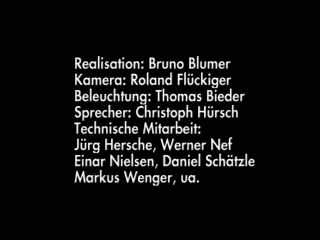 Realisation: Bruno Blumer
Kamera: Roland Flückiger
Beleuchtung: Thomas Bieder
Sprecher: Christoph Hürsch
Technische Mitarbeit:
Jürg Hersche, Werner Nef
Einar Nielsen, Daniel Schätzle
Markus Wenger, ua.